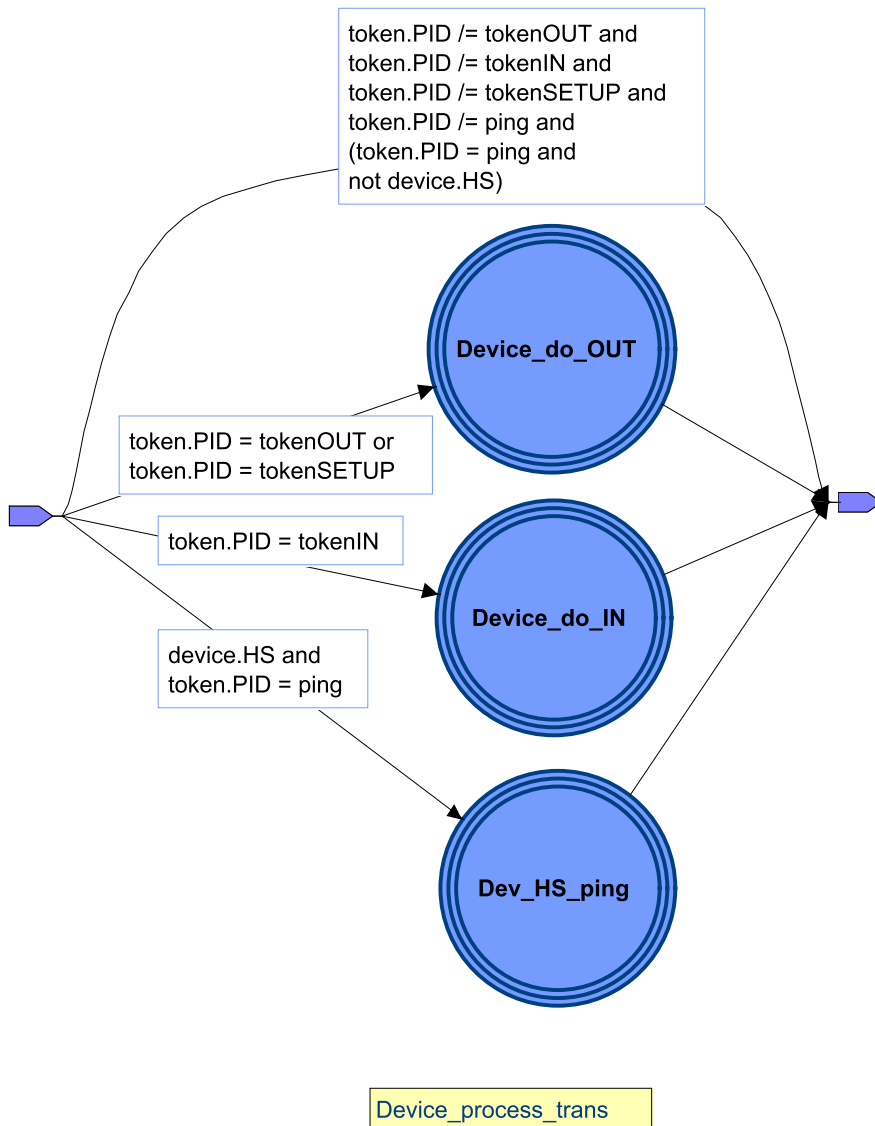 token.PID /= tokenOUT and
token.PID /= tokenIN and
token.PID /= tokenSETUP and
token.PID /= ping and
(token.PID = ping and
not device.HS)
Device_do_OUT
token.PID = tokenOUT or
token.PID = tokenSETUP
token.PID = tokenIN
Device_do_IN
device.HS and
token.PID = ping
Dev_HS_ping
Device_process_trans